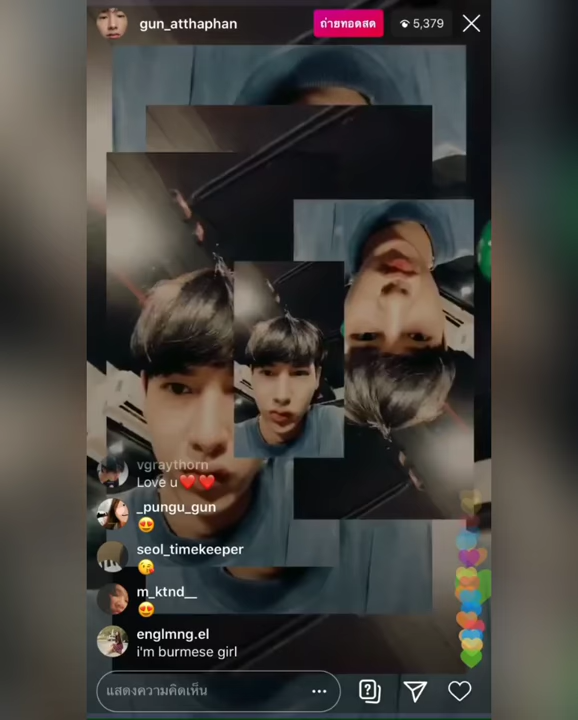 gun_atthaphan
ถ่ายทอดสด
5,379
vgraythorn
Love u❤️❤️
_pungu_gun
😍
seol_timekeeper
😘
m_ktnd__
😍
englmng.el
i'm burmese girl
แสดงความคิดเห็น